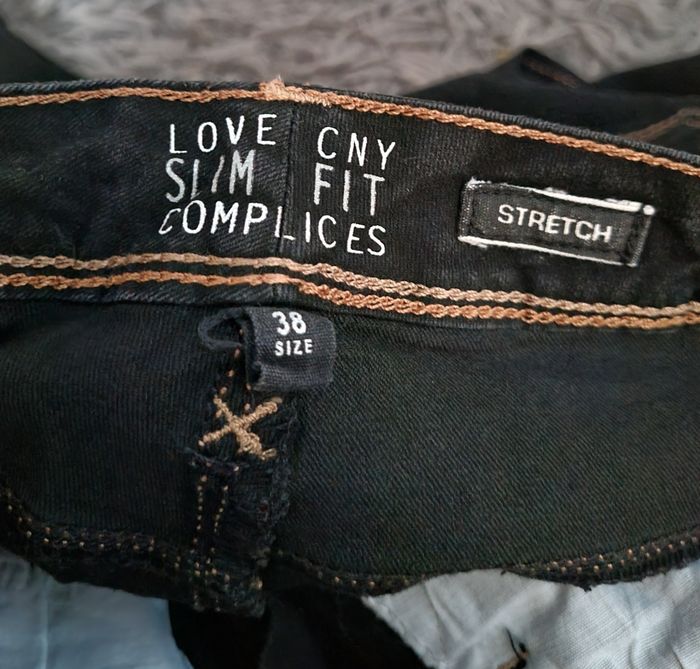 LOVE CNY
SLIM FIT
COMPLICES
STRETCH
38
SIZE